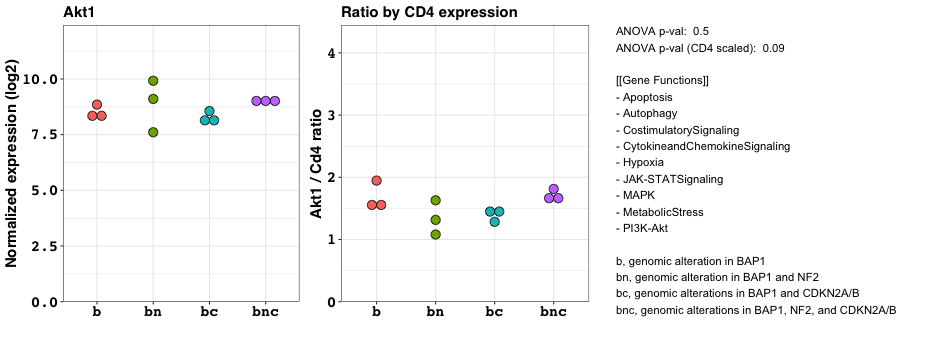 Akt1
Normalized expression (log2)
10.0
7.5
5.0
2.5
0.0
b bn bc bnc
Ratio by CD4 expression
Akt1 / Cd4 ratio
4
3
2
1
0
b bn bc bnc
ANOVA p-val: 0.5
ANOVA p-val (CD4 scaled): 0.09
[[Gene Functions]]
- Apoptosis
- Autophagy
- CostimulatorySignaling
- CytokineandChemokineSignaling
- Hypoxia
- JAK-STATSignaling
- MAPK
- MetabolicStress
- PI3K-Akt
b, genomic alteration in BAP1
bn, genomic alteration in BAP1 and NF2
bc, genomic alterations in BAP1 and CDKN2A/B
bnc, genomic alterations in BAP1, NF2, and CDKN2A/B